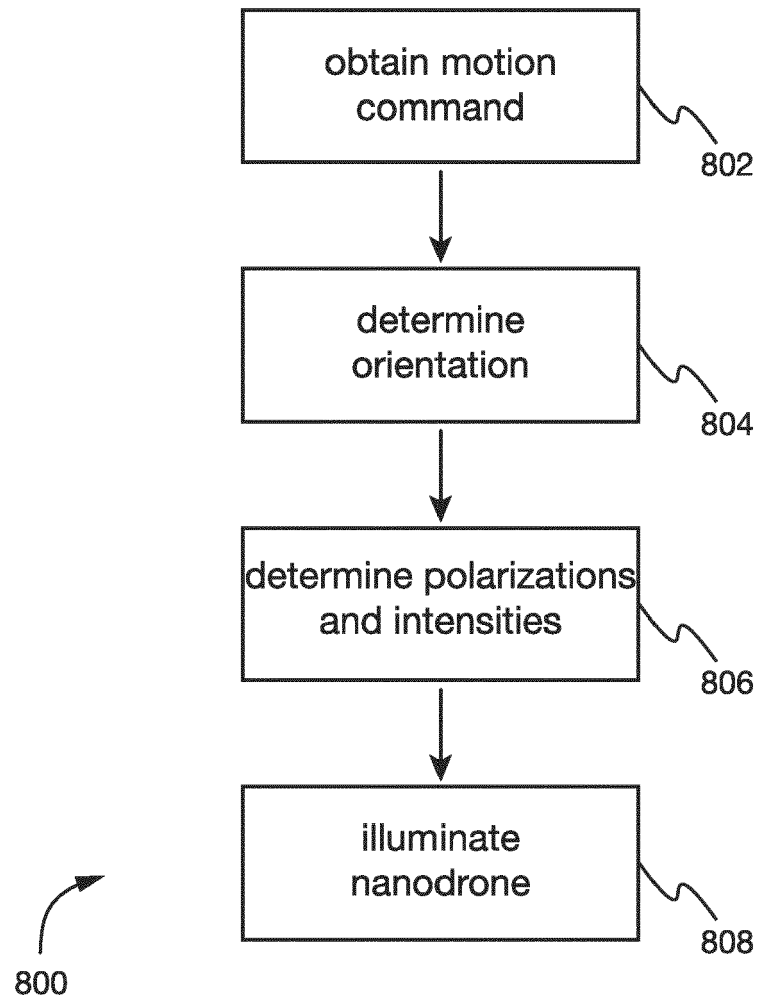 obtain motion
command
802
determine
orientation
804
determine polarizations
and intensities
806
illuminate
nanodrone
808
800